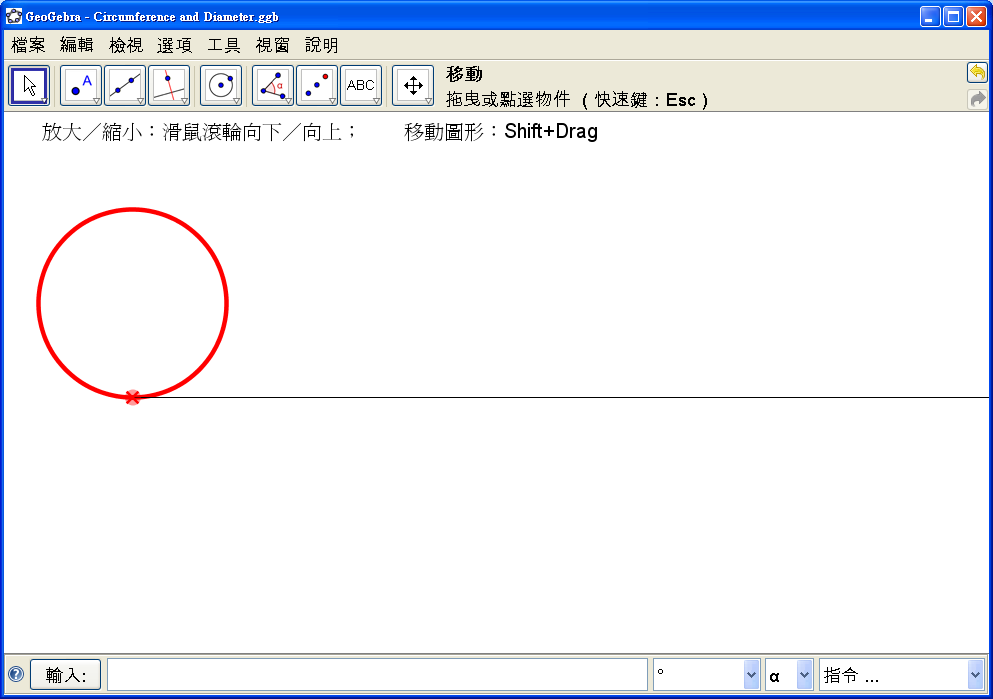 GeoGebra - Circumference and Diameter.ggb
檔案 編輯 檢視 選項 工具 視窗 說明
A α ABC 移動
拖曳或點選物件 ( 快速鍵：Esc )
放大／縮小：滑鼠滾輪向下／向上； 移動圖形：Shift+Drag
輸入: ° α 指令 ...